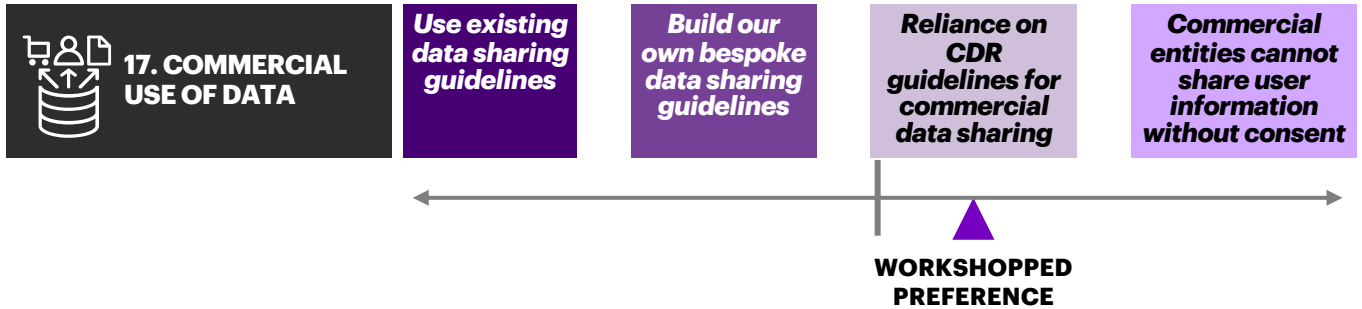 17. COMMERCIAL
USE OF DATA
Use existing
data sharing
guidelines
Build our
own bespoke
data sharing
guidelines
Reliance on
CDR
guidelines for
commercial
data sharing
Commercial
entities cannot
share user
information
without consent
WORKSHOPPED
PREFERENCE